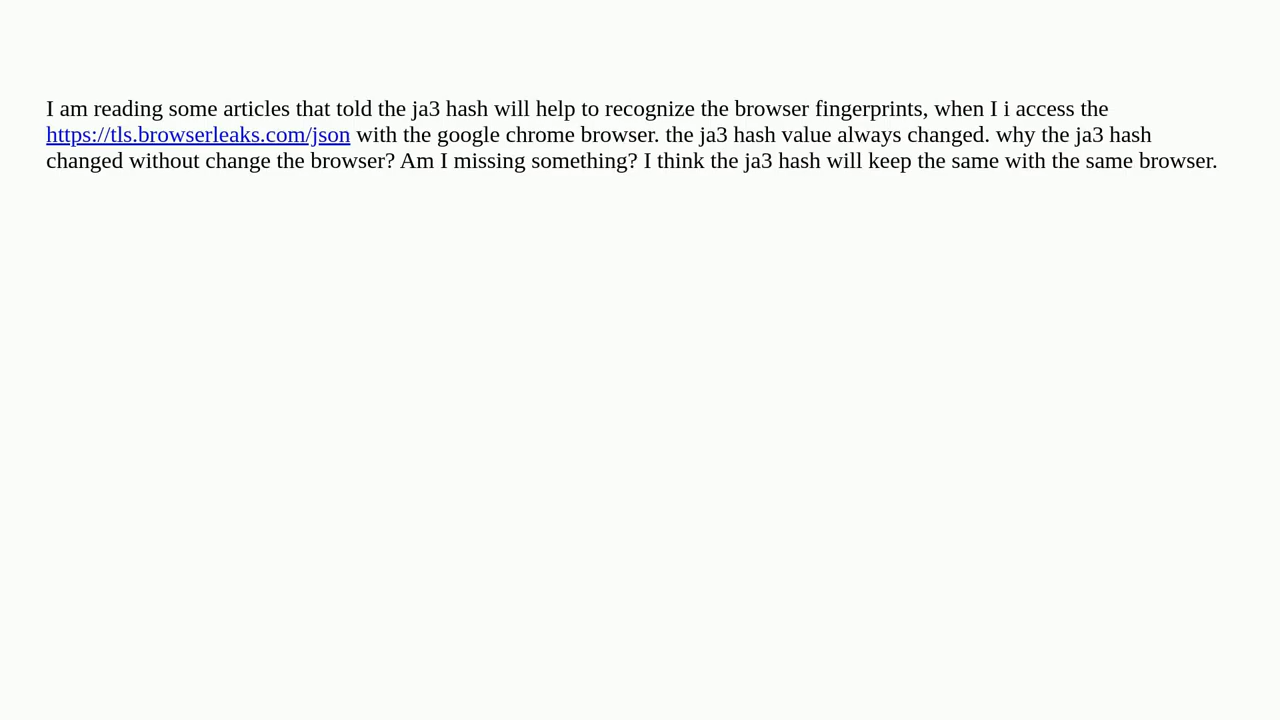 I am reading some articles that told the ja3 hash will help to recognize the browser fingerprints, when I i access the
https://tls.browserleaks.com/json with the google chrome browser. the ja3 hash value always changed. why the ja3 hash
changed without change the browser? Am I missing something? I think the ja3 hash will keep the same with the same browser.